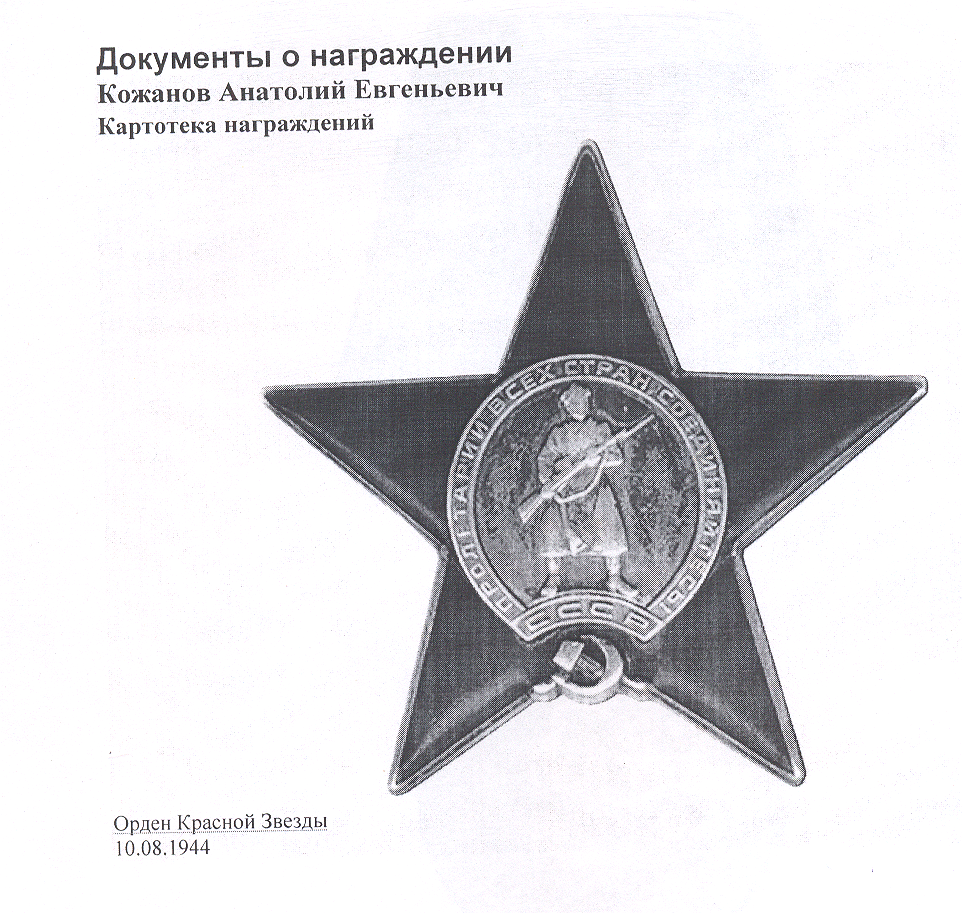 Документы о награждении
Кожанов Анатолий Евгеньевич
Картотека награждений
ПРОЛЕТАРИИ ВСЕХ СТРАН СОЕДИНЯЙТЕСЬ!
СССР
Орден Красной Звезды
10.08.1944